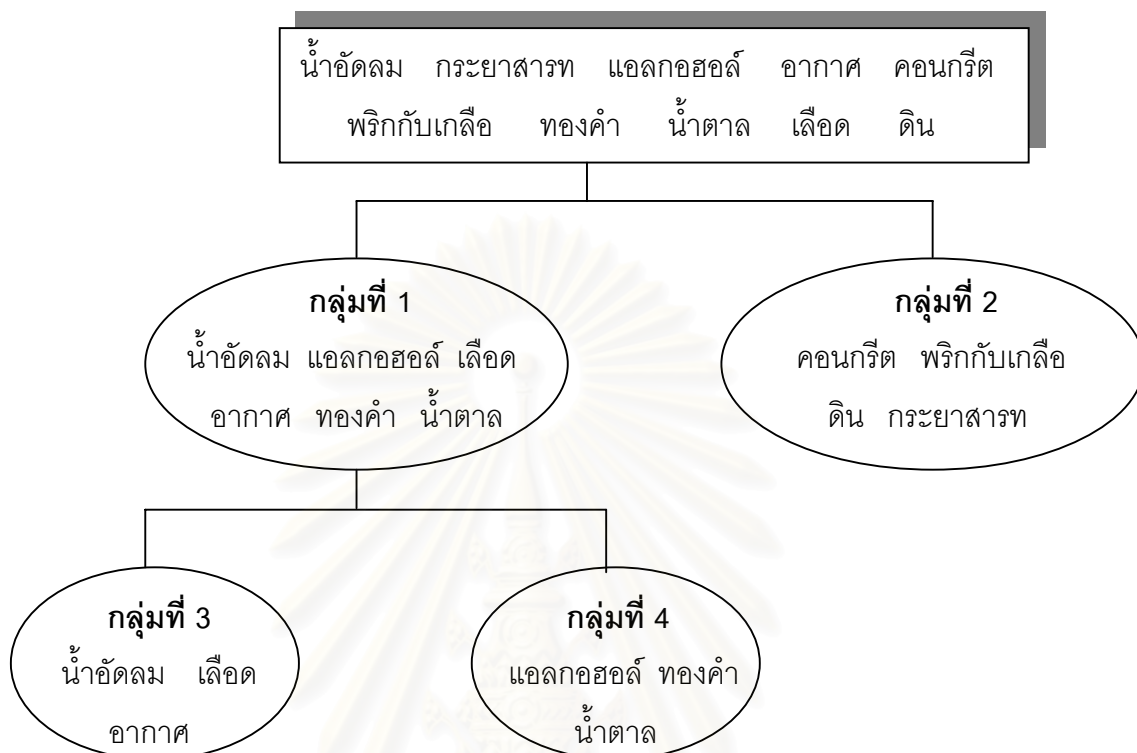 น้ำอัดลม กระยาสารท แอลกอฮอล์ อากาศ คอนกรีต
พริกกับเกลือ ทองคำ น้ำตาล เลือด ดิน
กลุ่มที่ 1
น้ำอัดลม แอลกอฮอล์ เลือด
อากาศ ทองคำ น้ำตาล
กลุ่มที่ 2
คอนกรีต พริกกับเกลือ
ดิน กระยาสารท
กลุ่มที่ 3
น้ำอัดลม เลือด
อากาศ
กลุ่มที่ 4
แอลกอฮอล์ ทองคำ
น้ำตาล